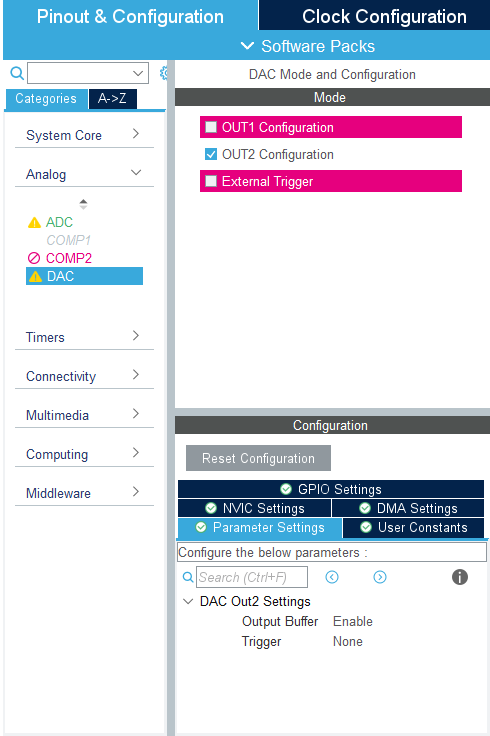 Pinout & Configuration
Clock Configuration
Software Packs
Categories
A->Z
System Core
Analog
ADC
COMP1
COMP2
DAC
Timers
Connectivity
Multimedia
Computing
Middleware
DAC Mode and Configuration
Mode
OUT1 Configuration
OUT2 Configuration
External Trigger
Configuration
Reset Configuration
GPIO Settings
NVIC Settings
DMA Settings
Parameter Settings
User Constants
Configure the below parameters :
Search (Ctrl+F)
DAC Out2 Settings
Output Buffer Enable
Trigger None